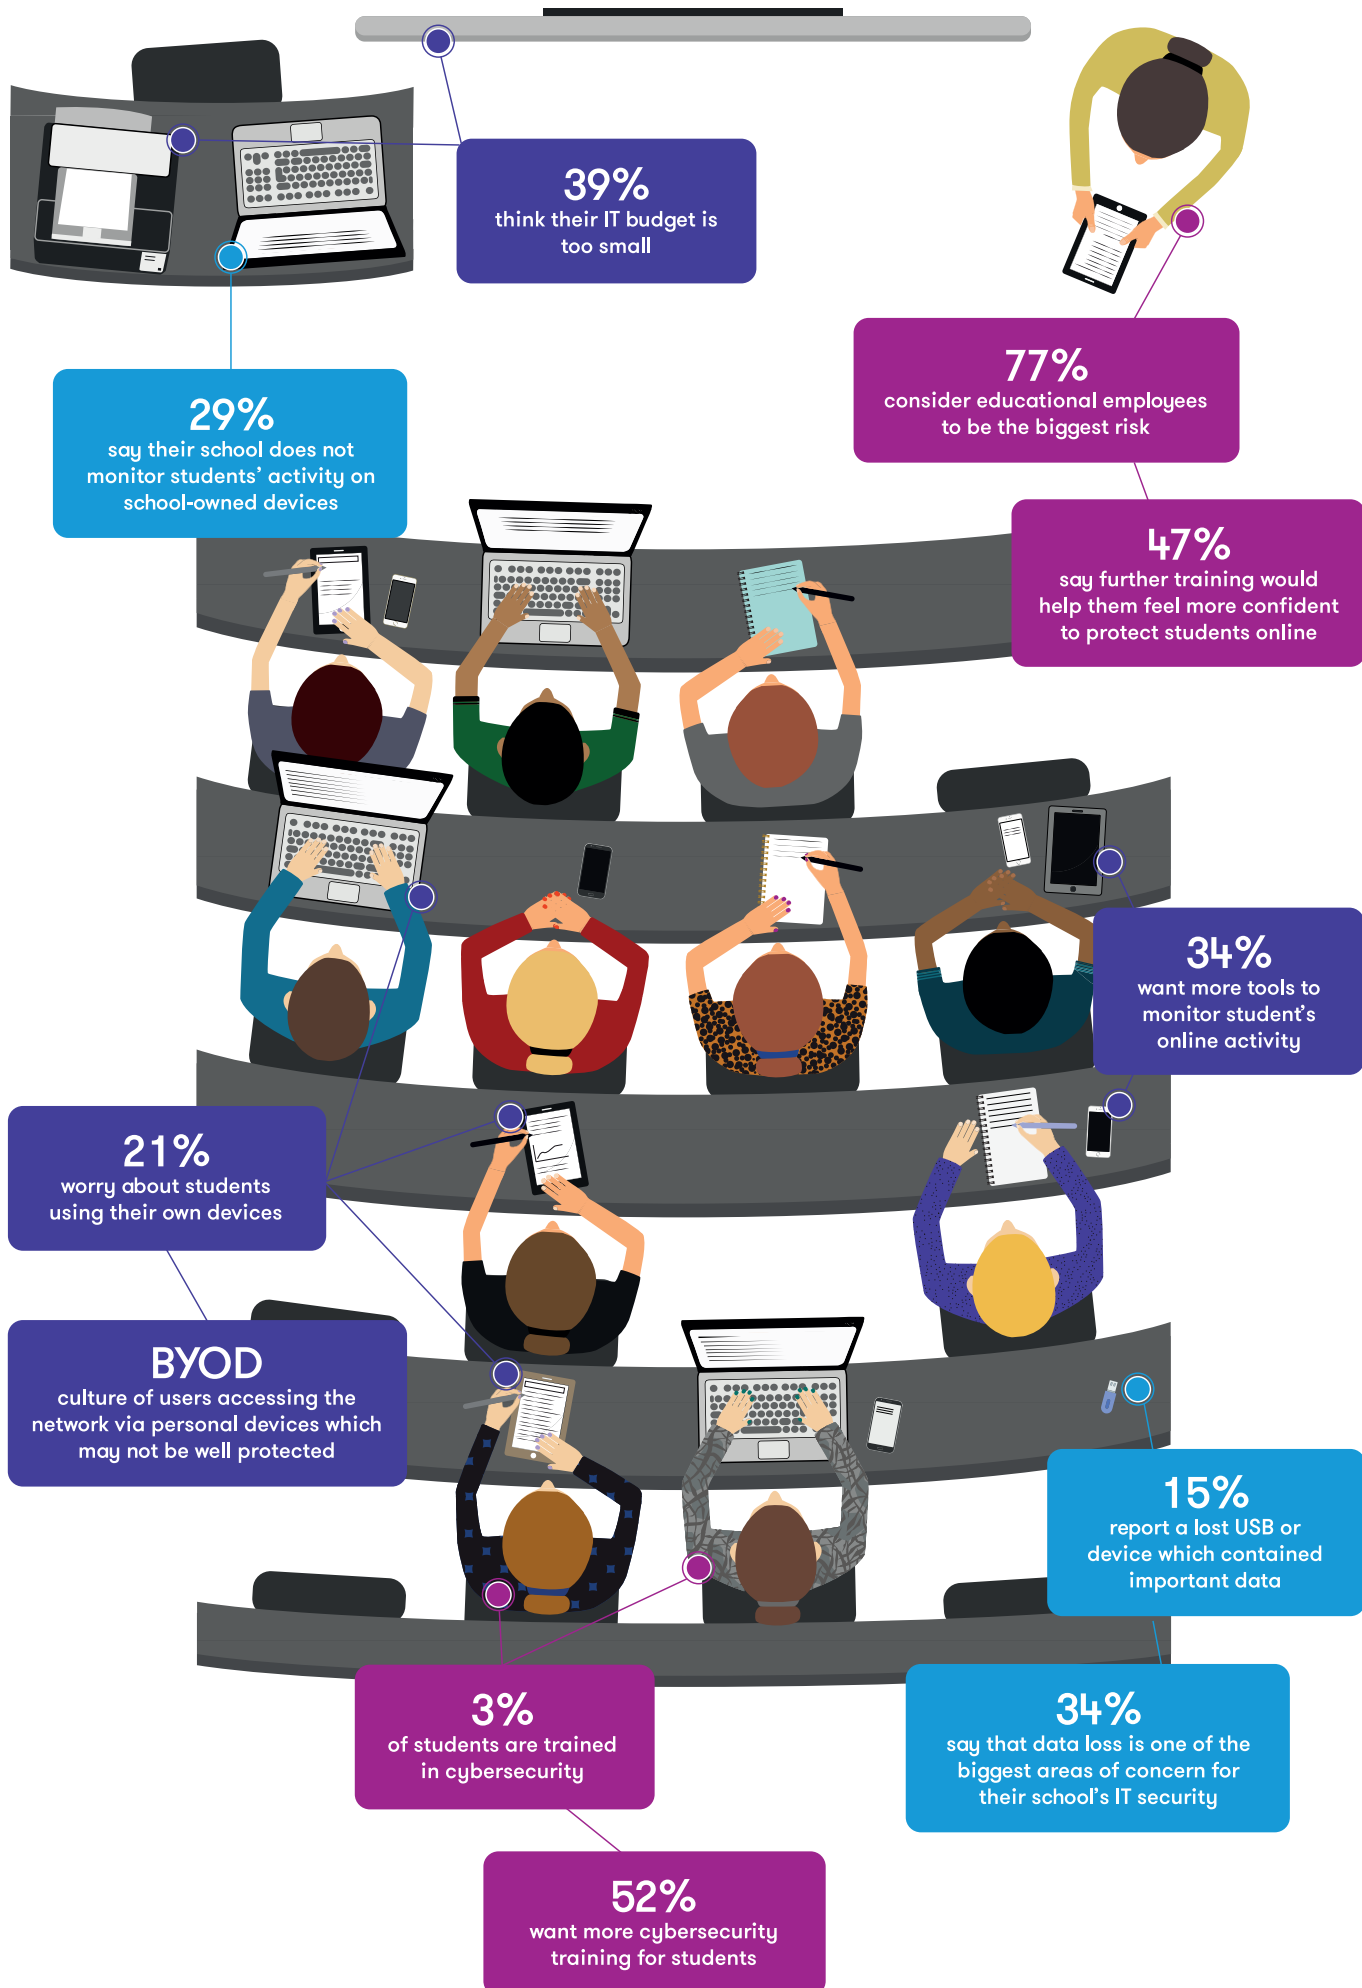 39%
think their IT budget is
too small
77%
consider educational employees
to be the biggest risk
29%
say their school does not
monitor students’ activity on
school-owned devices
47%
say further training would
help them feel more confident
to protect students online
34%
want more tools to
monitor student’s
online activity
21%
worry about students
using their own devices
BYOD
culture of users accessing the
network via personal devices which
may not be well protected
15%
report a lost USB or
device which contained
important data
3%
of students are trained
in cybersecurity
34%
say that data loss is one of the
biggest areas of concern for
their school’s IT security
52%
want more cybersecurity
training for students